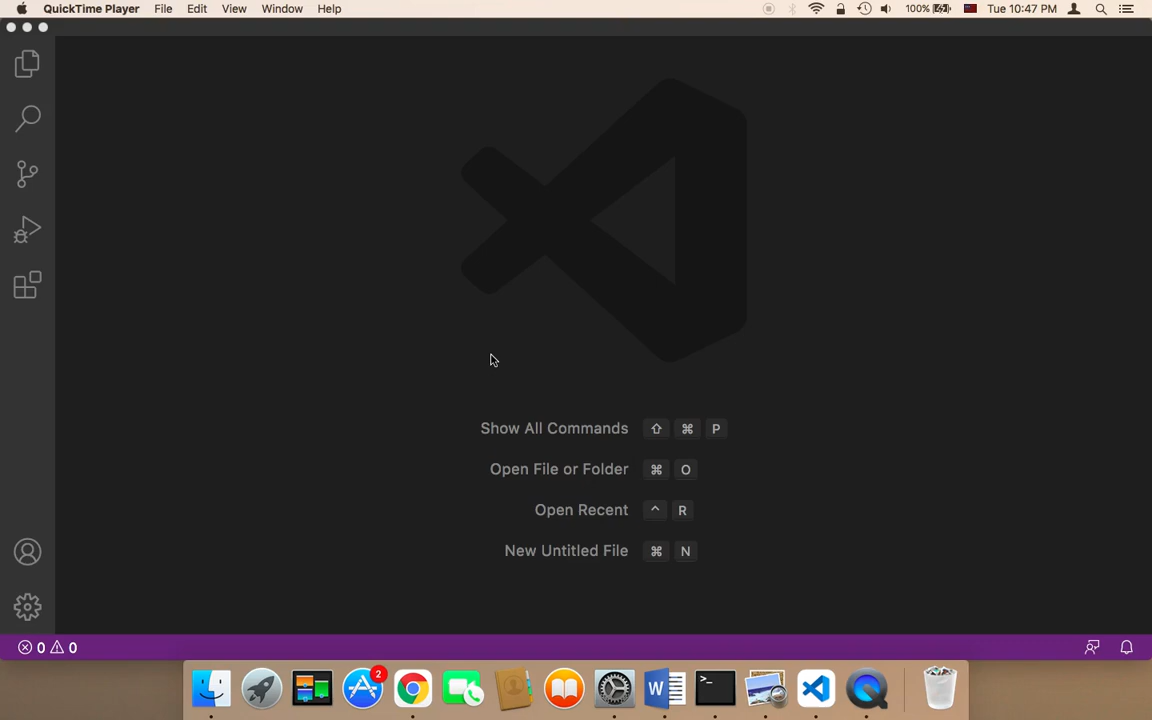 QuickTime Player File Edit View Window Help 100% Tue 10:47 PM
Show All Commands ⇧ ⌘ P
Open File or Folder ⌘ O
Open Recent ^ R
New Untitled File ⌘ N
0 0
2
W
>_